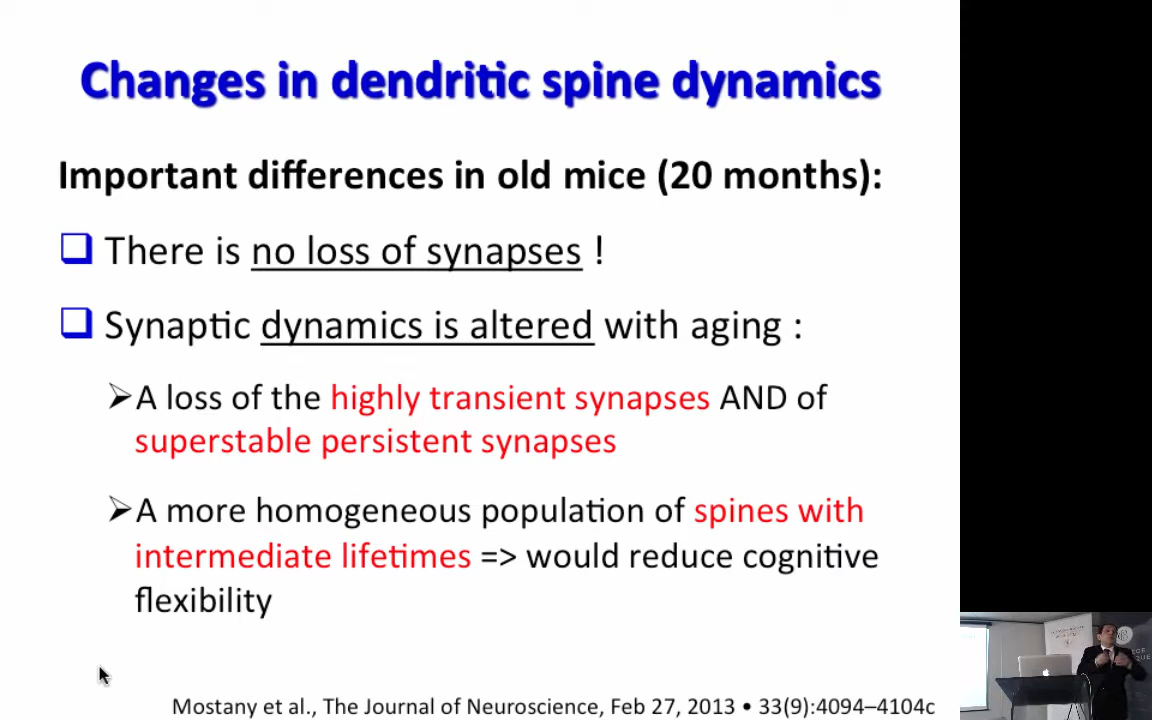 Changes in dendritic spine dynamics
Important differences in old mice (20 months):
There is no loss of synapses !
Synaptic dynamics is altered with aging :
A loss of the highly transient synapses AND of
superstable persistent synapses
A more homogeneous population of spines with
intermediate lifetimes => would reduce cognitive
flexibility
Mostany et al., The Journal of Neuroscience, Feb 27, 2013 • 33(9):4094–4104c